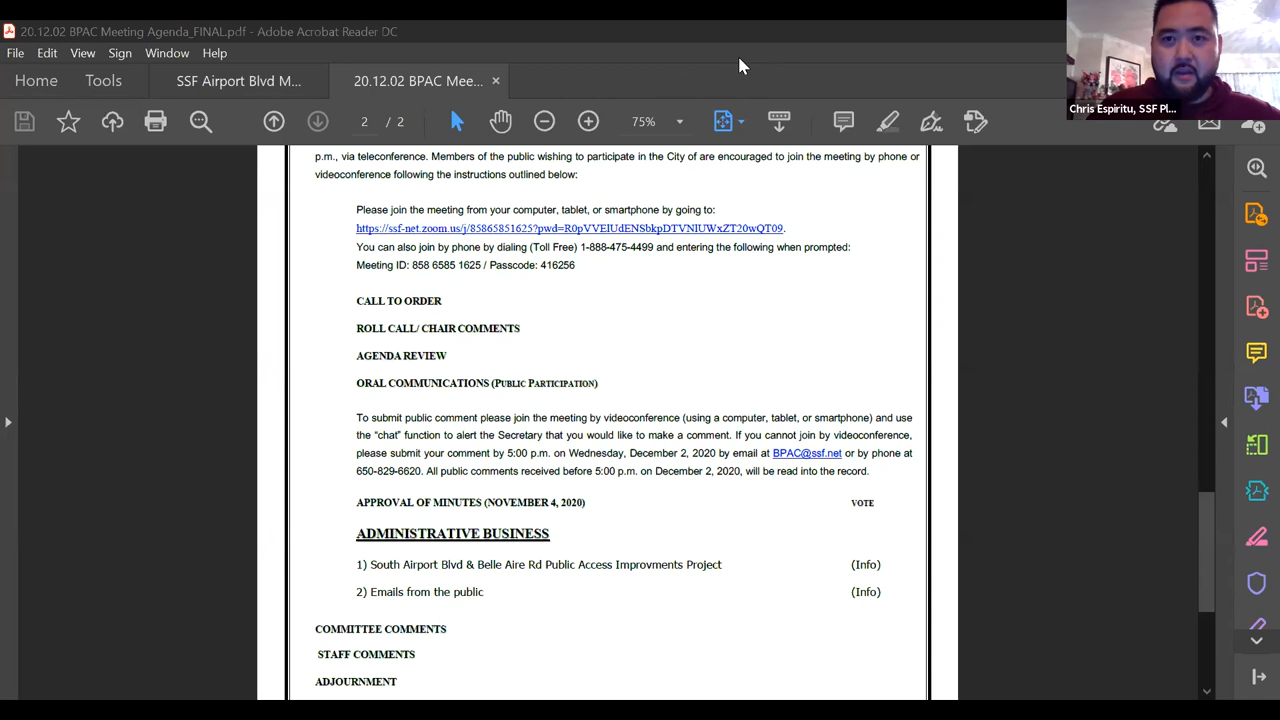 20.12.02 BPAC Meeting Agenda_FINAL.pdf - Adobe Acrobat Reader DC
File Edit View Sign Window Help
Home Tools SSF Airport Blvd M... 20.12.02 BPAC Mee... ×
2 / 2 75%
Chris Espiritu, SSF Pl...
p.m., via teleconference. Members of the public wishing to participate in the City of are encouraged to join the meeting by phone or
videoconference following the instructions outlined below:
Please join the meeting from your computer, tablet, or smartphone by going to:
https://ssf-net.zoom.us/j/85865851625?pwd=R0pVVElUdENSbkpDTVNIUWxZT20wQT09.
You can also join by phone by dialing (Toll Free) 1-888-475-4499 and entering the following when prompted:
Meeting ID: 858 6585 1625 / Passcode: 416256
CALL TO ORDER
ROLL CALL/ CHAIR COMMENTS
AGENDA REVIEW
ORAL COMMUNICATIONS (PUBLIC PARTICIPATION)
To submit public comment please join the meeting by videoconference (using a computer, tablet, or smartphone) and use
the “chat” function to alert the Secretary that you would like to make a comment. If you cannot join by videoconference,
please submit your comment by 5:00 p.m. on Wednesday, December 2, 2020 by email at BPAC@ssf.net or by phone at
650-829-6620. All public comments received before 5:00 p.m. on December 2, 2020, will be read into the record.
APPROVAL OF MINUTES (NOVEMBER 4, 2020) VOTE
ADMINISTRATIVE BUSINESS
1) South Airport Blvd & Belle Aire Rd Public Access Improvments Project (Info)
2) Emails from the public (Info)
COMMITTEE COMMENTS
STAFF COMMENTS
ADJOURNMENT